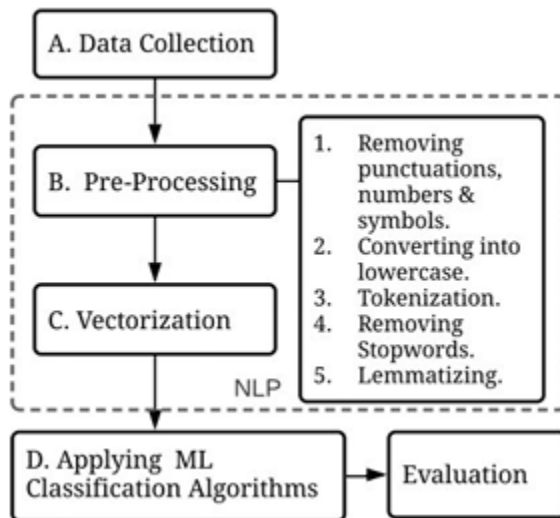 A. Data Collection
B. Pre-Processing
1. Removing
punctuations,
numbers &
symbols.
2. Converting into
lowercase.
3. Tokenization.
4. Removing
Stopwords.
5. Lemmatizing.
C. Vectorization
NLP
D. Applying ML
Classification Algorithms
Evaluation